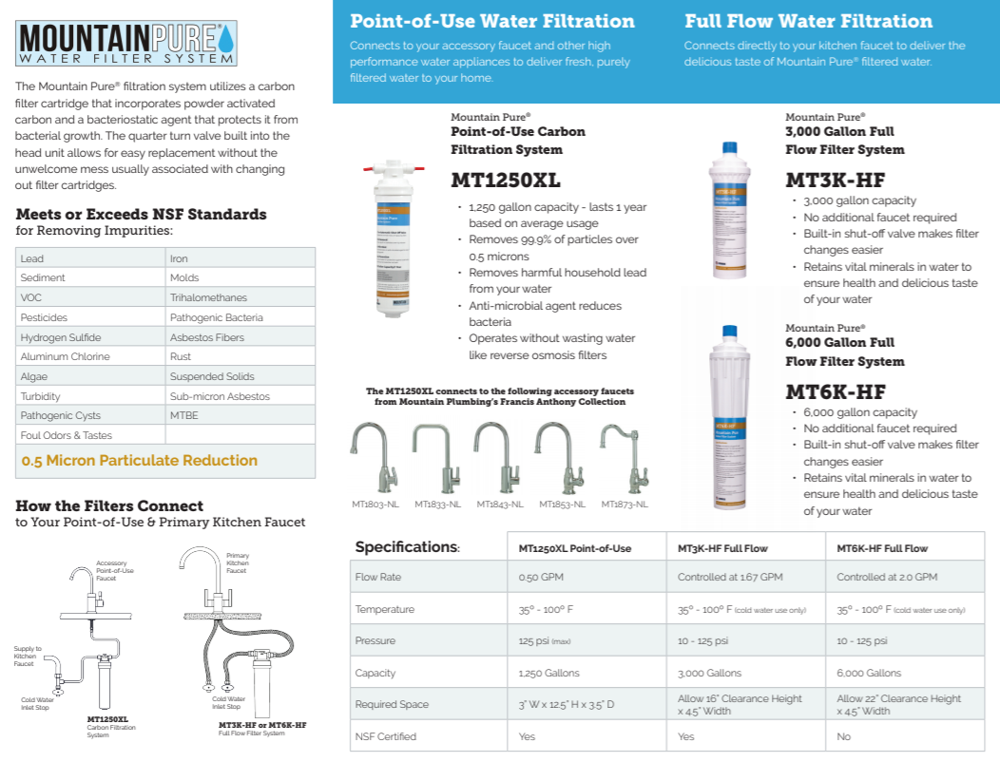 MOUNTAINPURE®
WATER FILTER SYSTEM
The Mountain Pure® filtration system utilizes a carbon
filter cartridge that incorporates powder activated
carbon and a bacteriostatic agent that protects it from
bacterial growth. The quarter turn valve built into the
head unit allows for easy replacement without the
unwelcome mess usually associated with changing
out filter cartridges.
Meets or Exceeds NSF Standards
for Removing Impurities:
Lead Iron
Sediment Molds
VOC Trihalomethanes
Pesticides Pathogenic Bacteria
Hydrogen Sulfide Asbestos Fibers
Aluminum Chlorine Rust
Algae Suspended Solids
Turbidity Sub-micron Asbestos
Pathogenic Cysts MTBE
Foul Odors & Tastes
0.5 Micron Particulate Reduction
How the Filters Connect
to Your Point-of-Use & Primary Kitchen Faucet
Accessory
Point-of-Use
Faucet
Supply to
Kitchen
Faucet
Cold Water
Inlet Stop
MT1250XL
Carbon Filtration
System
Primary
Kitchen
Faucet
Cold Water
Inlet Stop
MT3K-HF or MT6K-HF
Full Flow Filter System
Point-of-Use Water Filtration
Connects to your accessory faucet and other high
performance water appliances to deliver fresh, purely
filtered water to your home.
Mountain Pure®
Point-of-Use Carbon
Filtration System
MT1250XL
• 1,250 gallon capacity - lasts 1 year
based on average usage
• Removes 99.9% of particles over
0.5 microns
• Removes harmful household lead
from your water
• Anti-microbial agent reduces
bacteria
• Operates without wasting water
like reverse osmosis filters
The MT1250XL connects to the following accessory faucets
from Mountain Plumbing's Francis Anthony Collection
MT1803-NL MT1833-NL MT1843-NL MT1853-NL MT1873-NL
Full Flow Water Filtration
Connects directly to your kitchen faucet to deliver the
delicious taste of Mountain Pure® filtered water.
Mountain Pure®
3,000 Gallon Full
Flow Filter System
MT3K-HF
• 3,000 gallon capacity
• No additional faucet required
• Built-in shut-off valve makes filter
changes easier
• Retains vital minerals in water to
ensure health and delicious taste
of your water
Mountain Pure®
6,000 Gallon Full
Flow Filter System
MT6K-HF
• 6,000 gallon capacity
• No additional faucet required
• Built-in shut-off valve makes filter
changes easier
• Retains vital minerals in water to
ensure health and delicious taste
of your water
Specifications: MT1250XL Point-of-Use MT3K-HF Full Flow MT6K-HF Full Flow
Flow Rate 0.50 GPM Controlled at 1.67 GPM Controlled at 2.0 GPM
Temperature 35º - 100º F 35º - 100º F (cold water use only) 35º - 100º F (cold water use only)
Pressure 125 psi (max) 10 - 125 psi 10 - 125 psi
Capacity 1,250 Gallons 3,000 Gallons 6,000 Gallons
Required Space 3" W x 12.5" H x 3.5" D Allow 16" Clearance Height
x 4.5" Width Allow 22" Clearance Height
x 4.5" Width
NSF Certified Yes Yes No